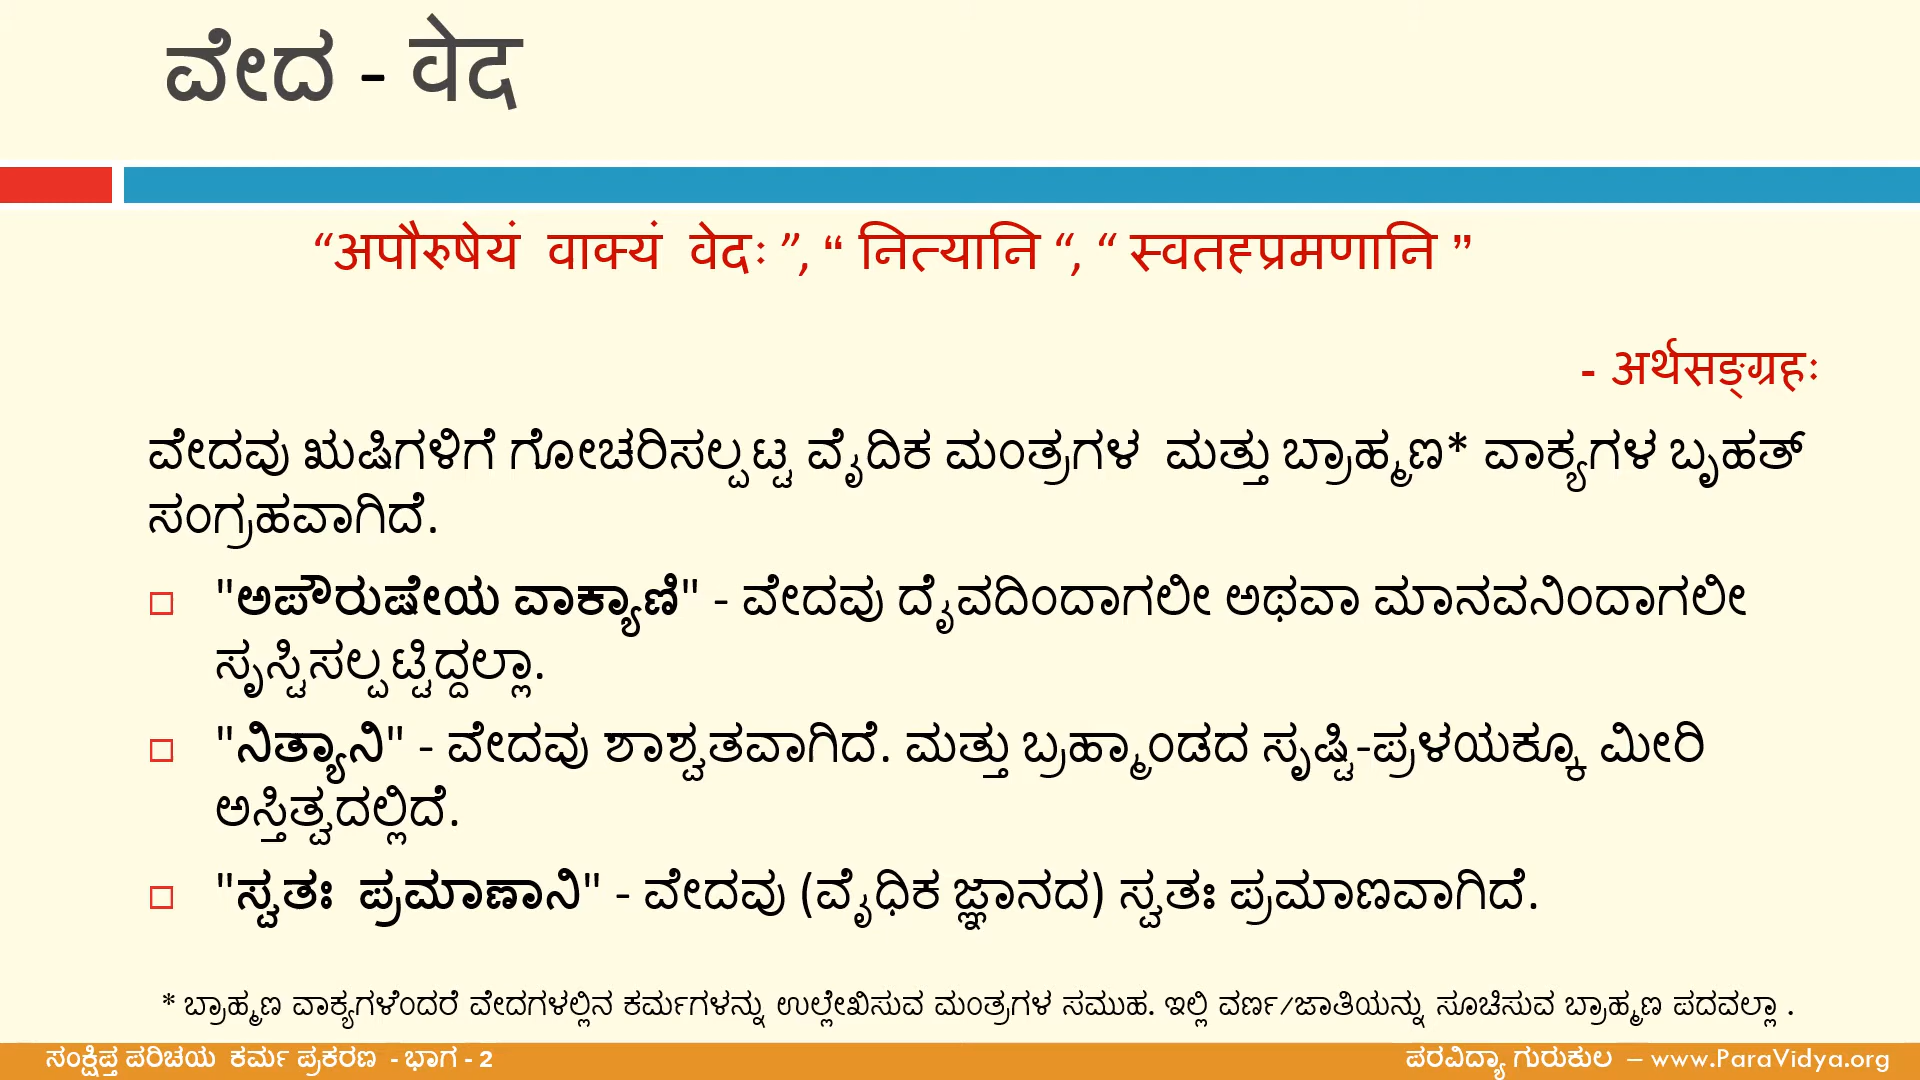 ವೇದ - वेद
“अपौरुषेयं वाक्यं वेदः ”, “ नित्यानि “, “ स्वतह्प्रमणानि ”
- अर्थसङ्ग्रहः
ವೇದವು ಋಷಿಗಳಿಗೆ ಗೋಚರಿಸಲ್ಪಟ್ಟ ವೈದಿಕ ಮಂತ್ರಗಳ ಮತ್ತು ಬ್ರಾಹ್ಮಣ* ವಾಕ್ಯಗಳ ಬೃಹತ್
ಸಂಗ್ರಹವಾಗಿದೆ.
"ಅಪೌರುಷೇಯ ವಾಕ್ಯಾಣಿ" - ವೇದವು ದೈವದಿಂದಾಗಲೀ ಅಥವಾ ಮಾನವನಿಂದಾಗಲೀ
ಸೃಸ್ಟಿಸಲ್ಪಟ್ಟಿದ್ದಲ್ಲಾ.
"ನಿತ್ಯಾನಿ" - ವೇದವು ಶಾಶ್ವತವಾಗಿದೆ. ಮತ್ತು ಬ್ರಹ್ಮಾಂಡದ ಸೃಷ್ಟಿ-ಪ್ರಳಯಕ್ಕೂ ಮೀರಿ
ಅಸ್ತಿತ್ವದಲ್ಲಿದೆ.
"ಸ್ವತಃ ಪ್ರಮಾಣಾನಿ" - ವೇದವು (ವೈಧಿಕ ಜ್ಞಾನದ) ಸ್ವತಃ ಪ್ರಮಾಣವಾಗಿದೆ.
* ಬ್ರಾಹ್ಮಣ ವಾಕ್ಯಗಳೆಂದರೆ ವೇದಗಳಲ್ಲಿನ ಕರ್ಮಗಳನ್ನು ಉಲ್ಲೇಖಿಸುವ ಮಂತ್ರಗಳ ಸಮುಹ. ಇಲ್ಲಿ ವರ್ಣ/ಜಾತಿಯನ್ನು ಸೂಚಿಸುವ ಬ್ರಾಹ್ಮಣ ಪದವಲ್ಲಾ .
ಸಂಕ್ಷಿಪ್ತ ಪರಿಚಯ ಕರ್ಮ ಪ್ರಕರಣ - ಭಾಗ - 2
ಪರವಿದ್ಯಾ ಗುರುಕುಲ – www.ParaVidya.org